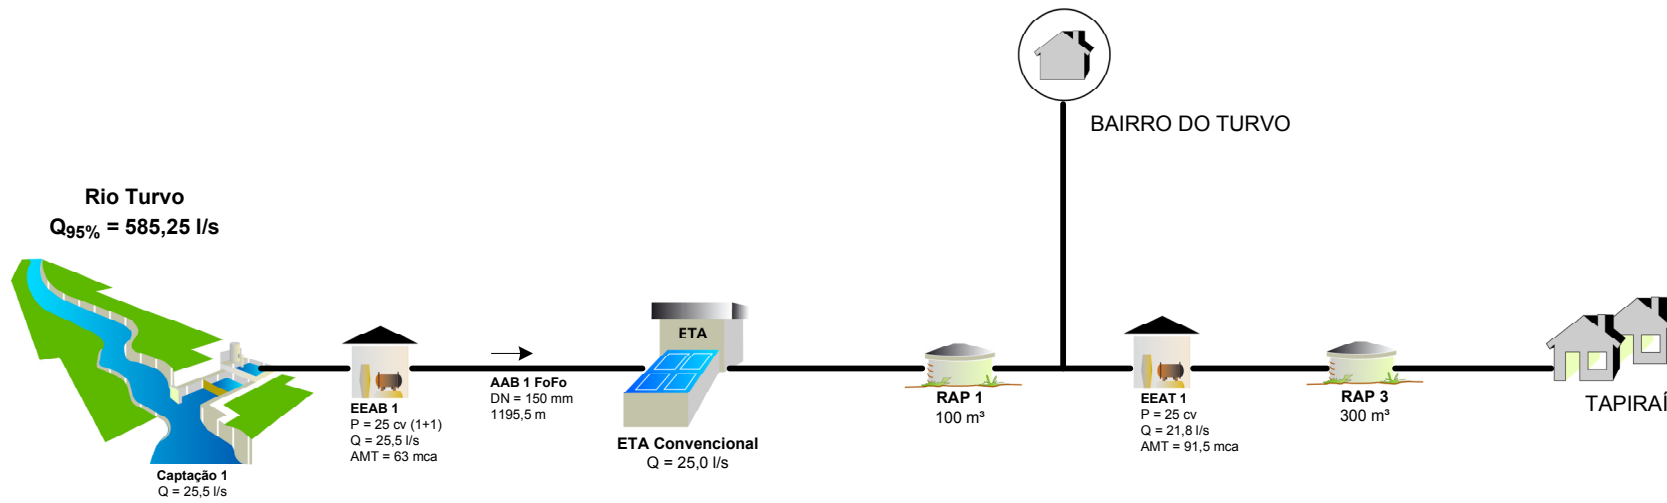 BAIRRO DO TURVO
Rio Turvo
Q95% = 585,25 l/s
Captação 1
Q = 25,5 l/s
EEAB 1
P = 25 cv (1+1)
Q = 25,5 l/s
AMT = 63 mca
AAB 1 FoFo
DN = 150 mm
1195,5 m
ETA
ETA Convencional
Q = 25,0 l/s
RAP 1
100 m³
EEAT 1
P = 25 cv
Q = 21,8 l/s
AMT = 91,5 mca
RAP 3
300 m³
TAPIRAÍ